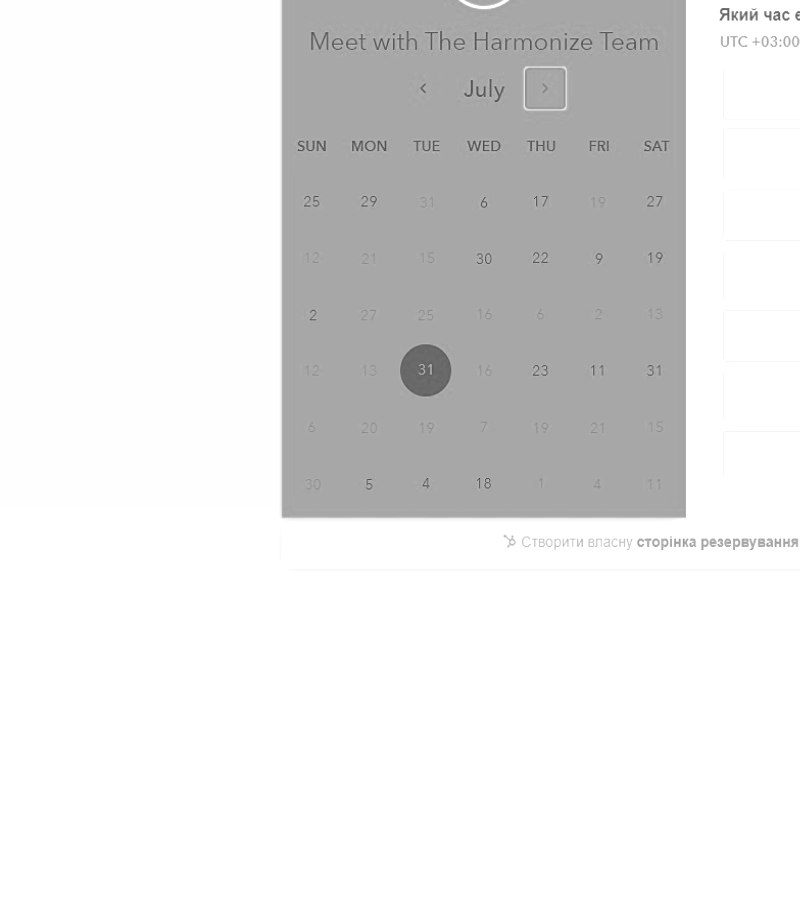 Meet with The Harmonize Team
July
SUN MON TUE WED THU FRI SAT
25 29 31 6 17 19 27
12 21 15 30 22 9 19
2 27 25 16 6 2 13
12 13 31 16 23 11 31
6 20 19 7 19 21 15
30 5 4 18 1 4 11
Який час
UTC +03:00
Створити власну сторінка резервування